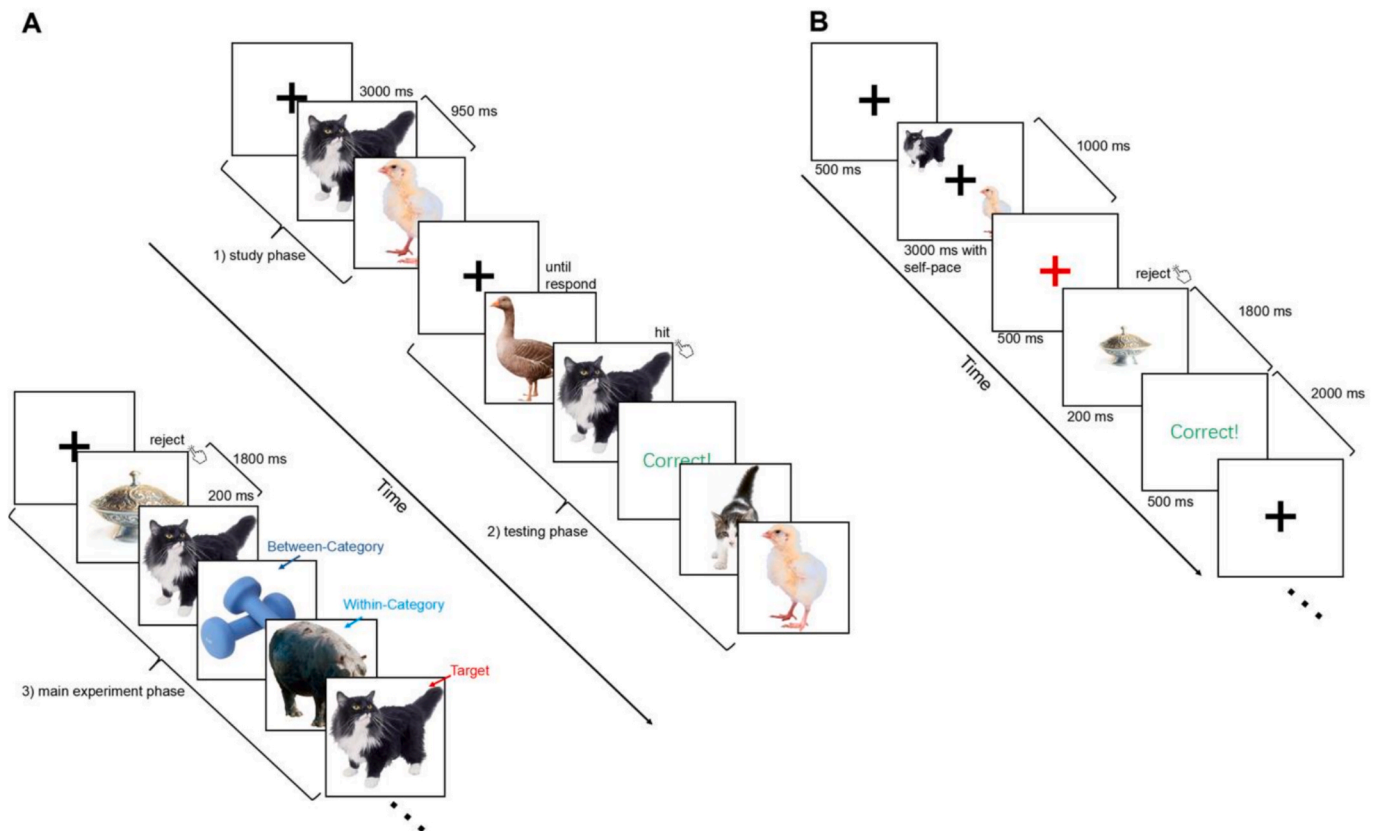 A
3000 ms
950 ms
1) study phase
until
respond
hit
Correct!
2) testing phase
Time
reject
1800 ms
200 ms
Between-Category
Within-Category
Target
3) main experiment phase
B
500 ms
1000 ms
3000 ms with
self-pace
500 ms
reject
1800 ms
200 ms
2000 ms
Correct!
500 ms
Time